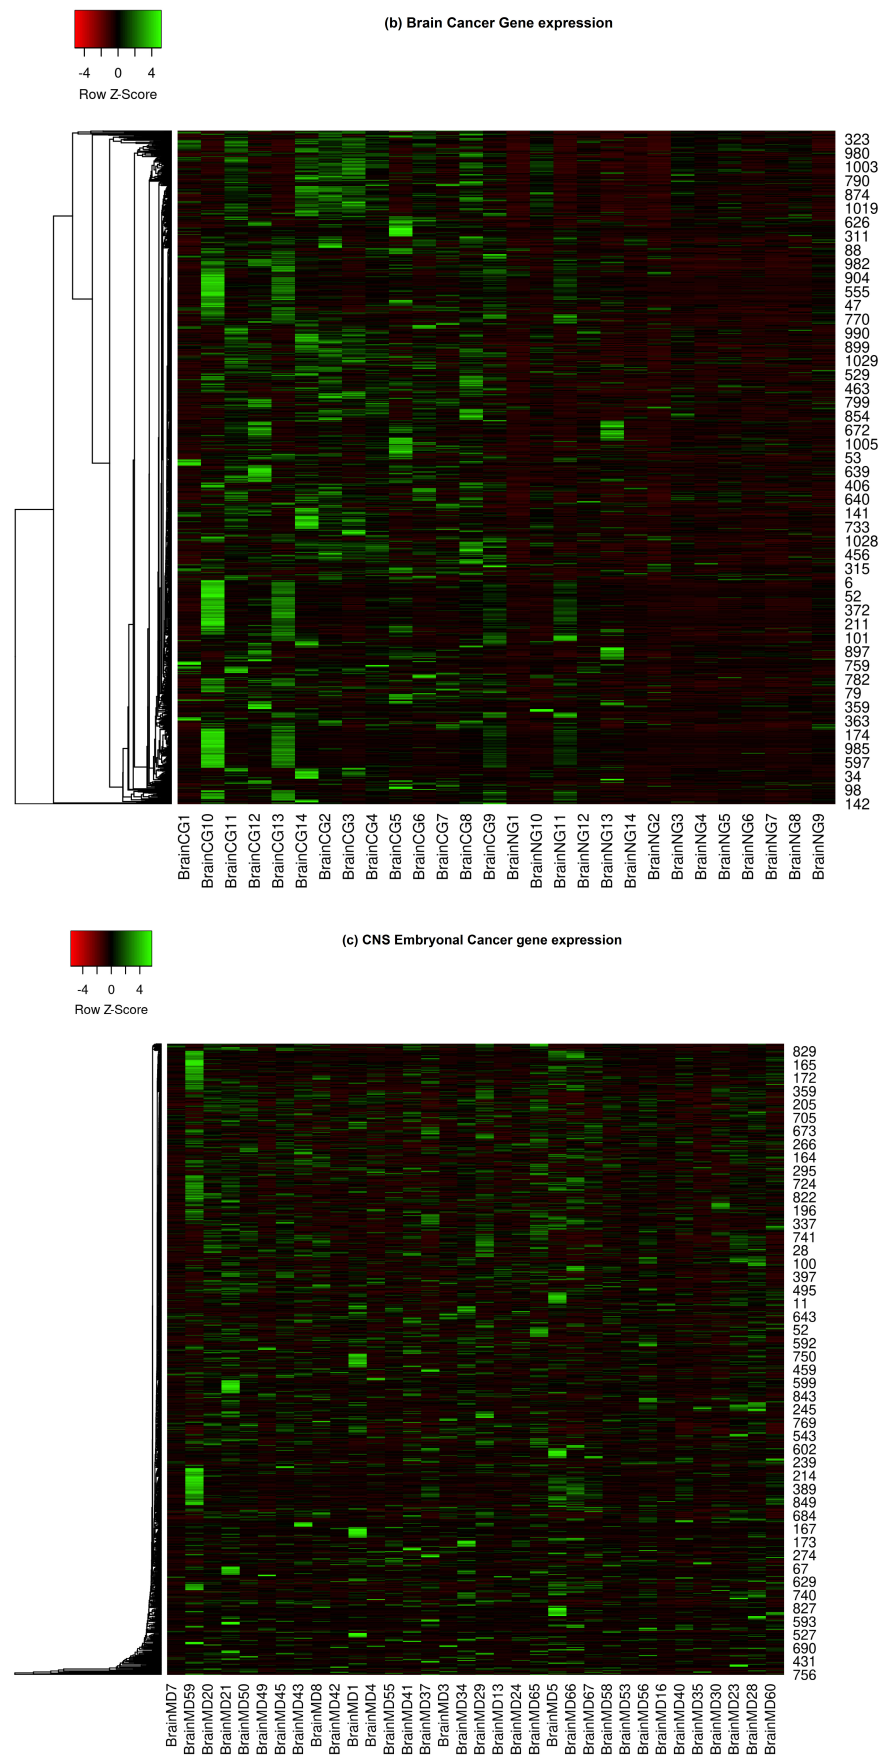 (b) Brain Cancer Gene expression
-4 0 4
Row Z-Score
323
980
1003
790
874
1019
626
311
88
982
904
555
47
770
990
899
1029
529
463
799
854
672
1005
53
639
406
640
141
733
1028
456
315
6
52
372
211
101
897
759
782
79
359
363
174
985
597
34
98
142
BrainCG1
BrainCG10
BrainCG11
BrainCG12
BrainCG13
BrainCG14
BrainCG2
BrainCG3
BrainCG4
BrainCG5
BrainCG6
BrainCG7
BrainCG8
BrainCG9
BrainNG1
BrainNG10
BrainNG11
BrainNG12
BrainNG13
BrainNG14
BrainNG2
BrainNG3
BrainNG4
BrainNG5
BrainNG6
BrainNG7
BrainNG8
BrainNG9
(c) CNS Embryonal Cancer gene expression
-4 0 4
Row Z-Score
829
165
172
359
205
705
673
266
164
295
724
822
196
337
741
28
100
397
495
11
643
52
592
750
459
599
843
245
769
543
602
239
214
389
849
684
167
173
274
67
629
740
827
593
527
690
431
756
BrainMD7
BrainMD59
BrainMD20
BrainMD21
BrainMD50
BrainMD49
BrainMD45
BrainMD43
BrainMD8
BrainMD42
BrainMD1
BrainMD4
BrainMD55
BrainMD41
BrainMD37
BrainMD3
BrainMD34
BrainMD29
BrainMD13
BrainMD24
BrainMD65
BrainMD5
BrainMD66
BrainMD67
BrainMD58
BrainMD53
BrainMD56
BrainMD16
BrainMD40
BrainMD35
BrainMD30
BrainMD23
BrainMD28
BrainMD60